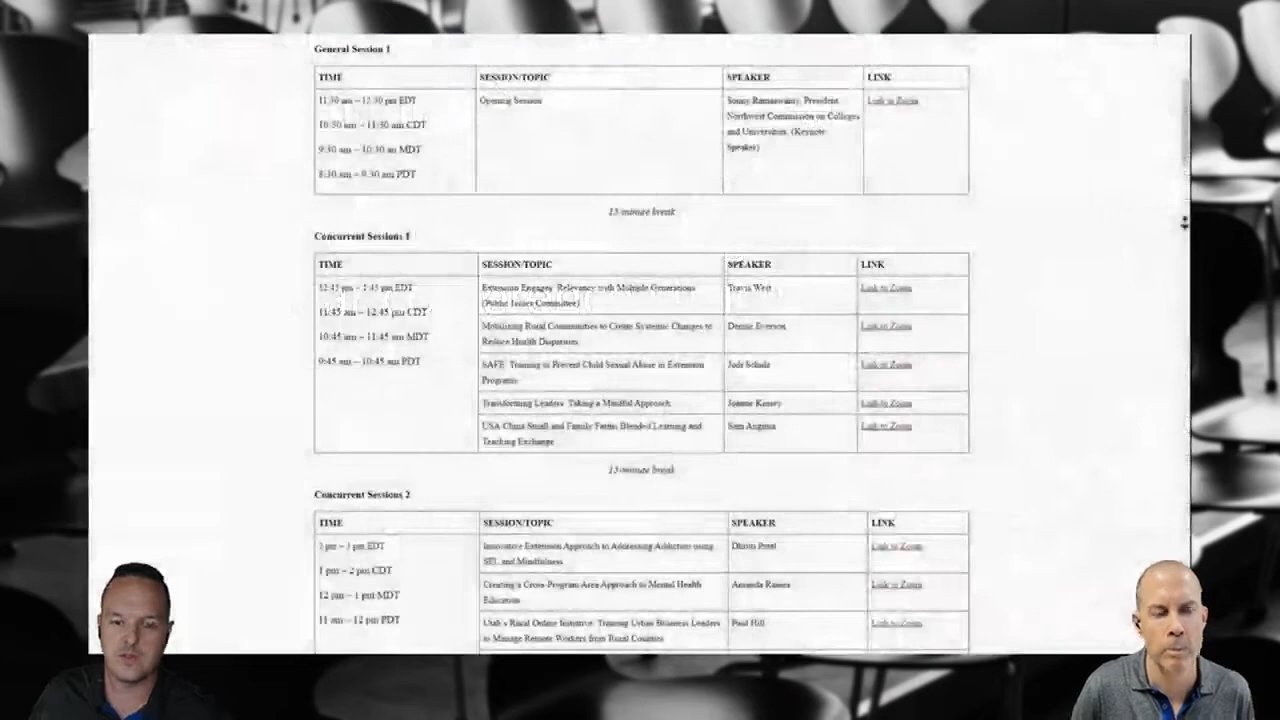 General Session 1
TIME SESSION/TOPIC SPEAKER LINK
11:30 am – 12:30 pm EDT Opening Session Sonny Ramaswamy, President Link to Zoom
Northwest Commission on Colleges
10:30 am – 11:30 am CDT
and Universities. (Keynote
9:30 am – 10:30 am MDT Speaker)
8:30 am – 9:30 am PDT
15-minute break
Concurrent Sessions 1
TIME SESSION/TOPIC SPEAKER LINK
12:45 pm – 1:45 pm EDT Extension Engages: Relevancy with Multiple Generations Travis West Link to Zoom
(Public Issues Committee)
11:45 am – 12:45 pm CDT
Mobilizing Rural Communities to Create Systemic Changes to Denise Everson Link to Zoom
10:45 am – 11:45 am MDT Reduce Health Disparities
9:45 am – 10:45 am PDT SAFE: Training to Prevent Child Sexual Abuse in Extension Jodi Schulz Link to Zoom
Programs
Transforming Leaders: Taking a Mindful Approach Joanne Kinsey Link to Zoom
USA China Small and Family Farms Blended Learning and Sam Angima Link to Zoom
Teaching Exchange
15-minute break
Concurrent Sessions 2
TIME SESSION/TOPIC SPEAKER LINK
pm – 3 pm EDT Innovative Extension Approach to Addressing Addiction using Dhruti Patel Link to Zoom
SEL and Mindfulness
1 pm – 2 pm CDT
Creating a Cross-Program Area Approach to Mental Health Amanda Link to Zoom
12 pm – 1 pm MDT Education
11 am – 12 pm PDT Utah's Rural Online Initiative: Training Urban Business Leaders Paul Hill Link to Zoom
to Manage Remote Workers from Rural Counties